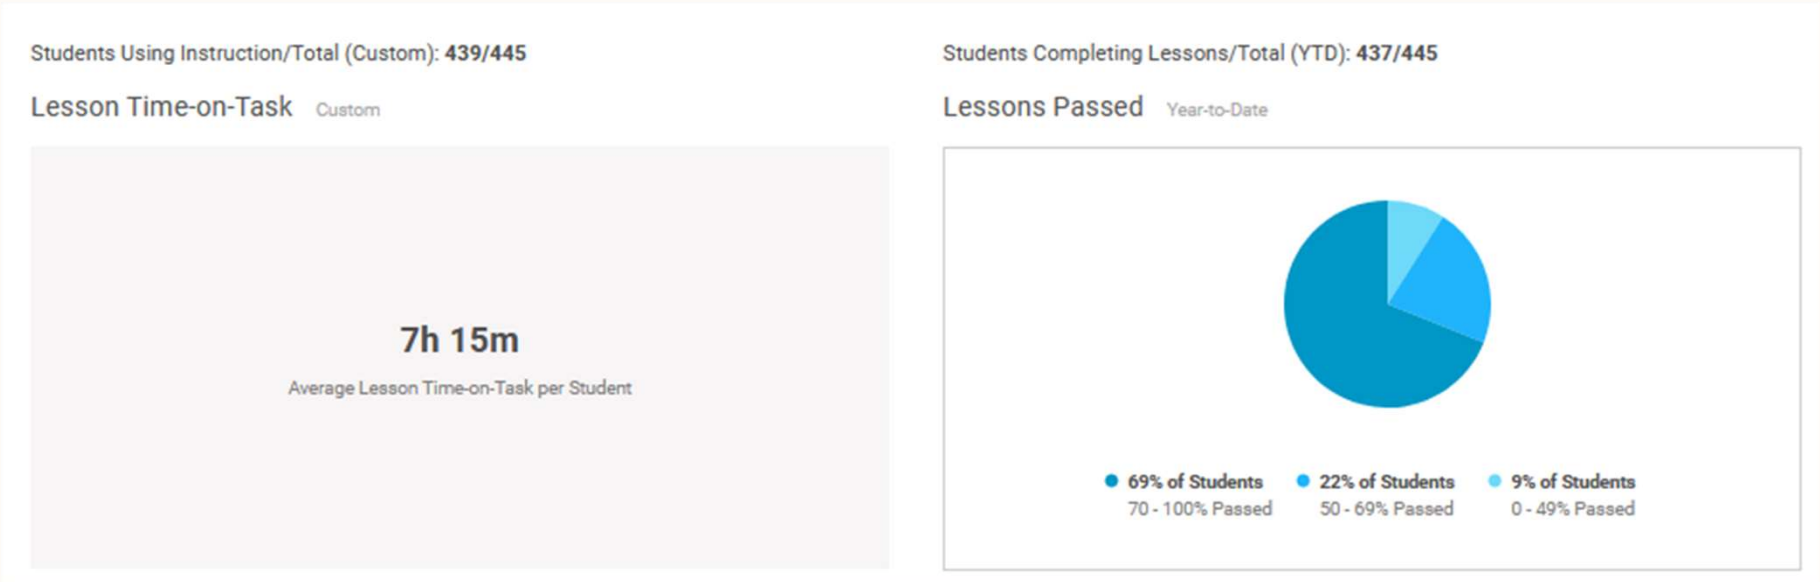 Students Using Instruction/Total (Custom): 439/445
Lesson Time-on-Task Custom
7h 15m
Average Lesson Time-on-Task per Student
Students Completing Lessons/Total (YTD): 437/445
Lessons Passed Year-to-Date
69% of Students 22% of Students 9% of Students
70 - 100% Passed 50 - 69% Passed 0 - 49% Passed